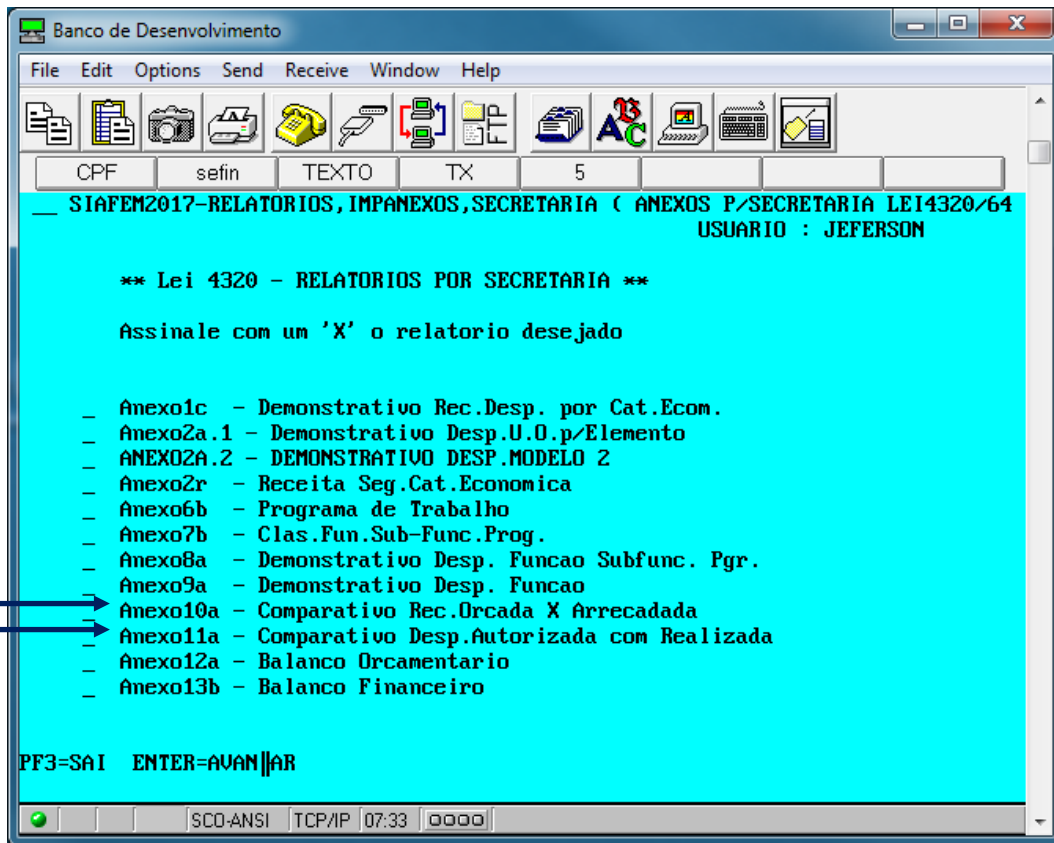 Banco de Desenvolvimento
File Edit Options Send Receive Window Help
CPF sefin TEXTO TX 5
__ SIAFEM2017-RELATORIOS,IMPANEXOS,SECRETARIA ( ANEXOS P/SECRETARIA LEI4320/64
USUARIO : JEFERSON
** Lei 4320 - RELATORIOS POR SECRETARIA **
Assinale com um 'X' o relatorio desejado
_ Anexo1c - Demonstrativo Rec.Desp. por Cat.Ecom.
_ Anexo2a.1 - Demonstrativo Desp.U.O.p/Elemento
_ ANEXO2A.2 - DEMONSTRATIVO DESP.MODELO 2
_ Anexo2r - Receita Seg.Cat.Economica
_ Anexo6b - Programa de Trabalho
_ Anexo7b - Clas.Fun.Sub-Func.Prog.
_ Anexo8a - Demonstrativo Desp. Funcao Subfunc. Pgr.
_ Anexo9a - Demonstrativo Desp. Funcao
_ Anexo10a - Comparativo Rec.Orcada X Arrecadada
_ Anexo11a - Comparativo Desp.Autorizada com Realizada
_ Anexo12a - Balanco Orcamentario
_ Anexo13b - Balanco Financeiro
PF3=SAI ENTER=AVAN‖AR
SCO-ANSI TCP/IP 07:33